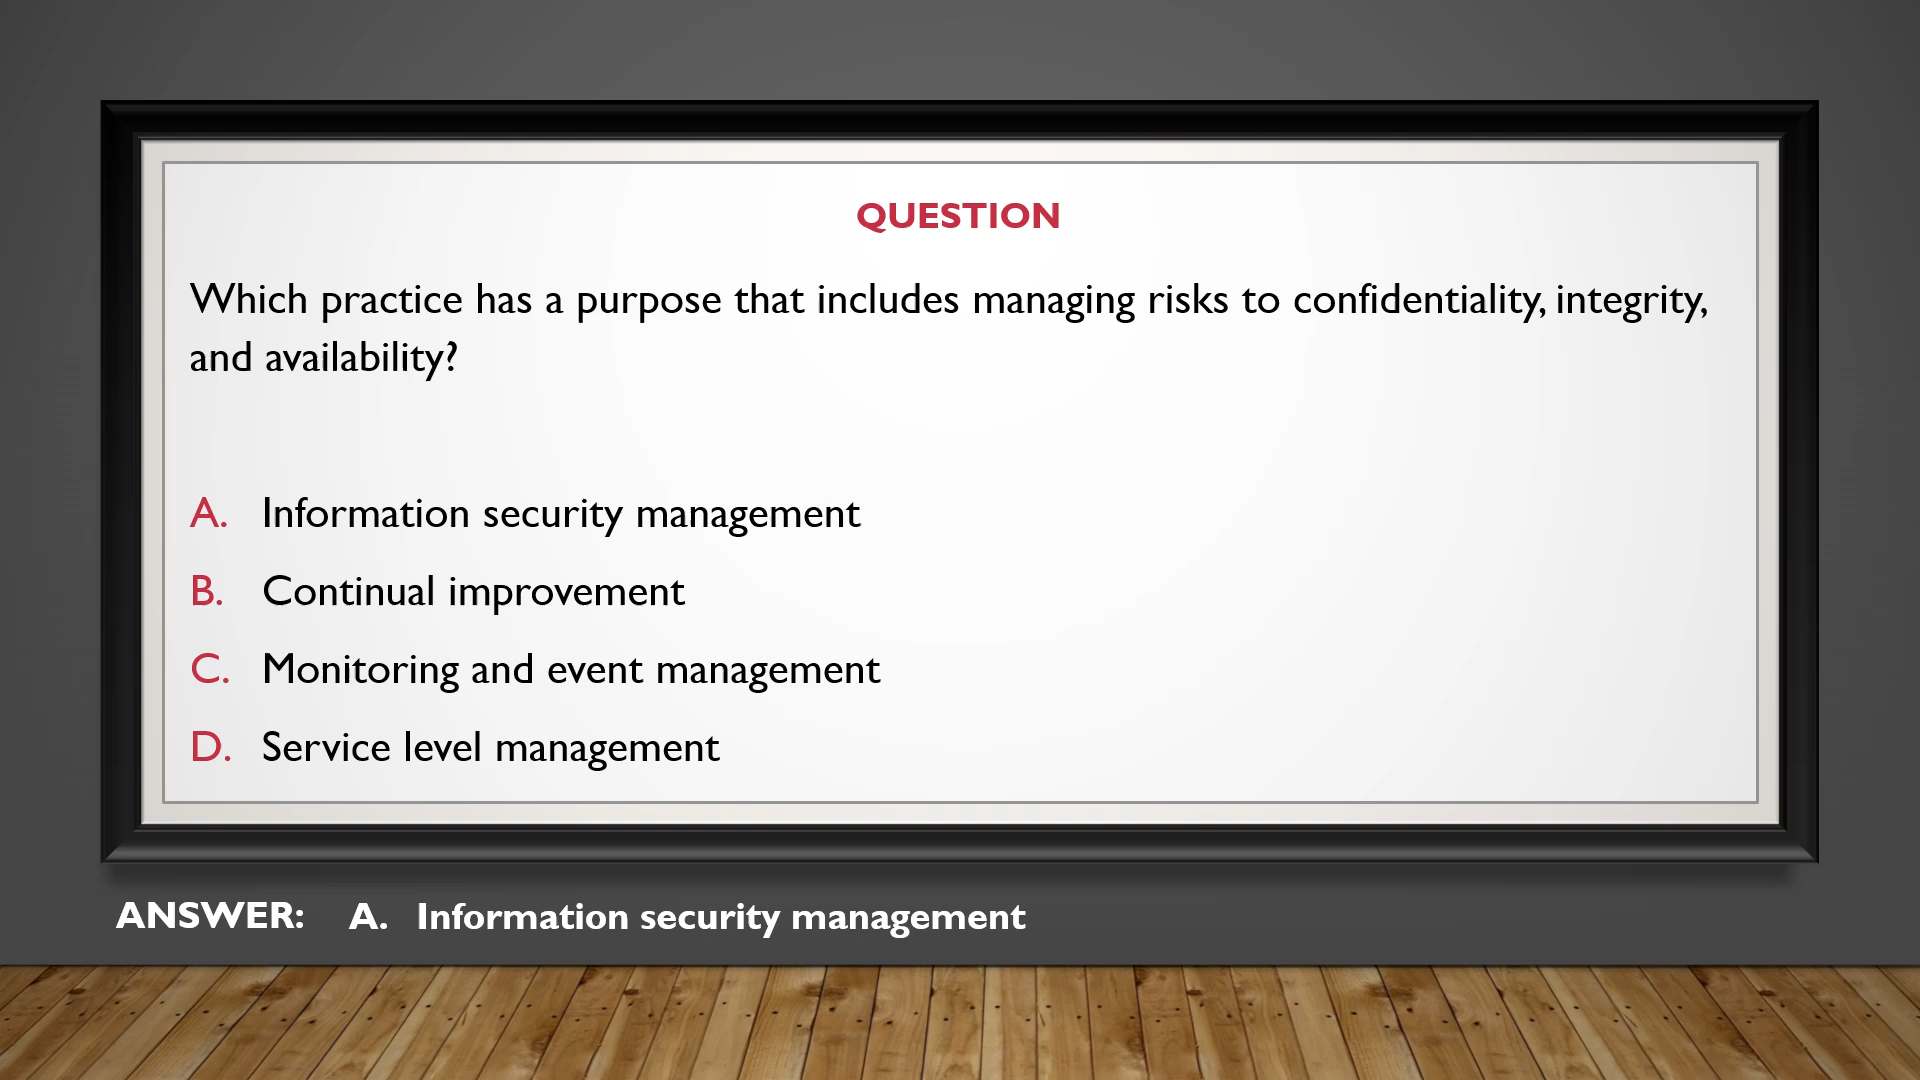 QUESTION
Which practice has a purpose that includes managing risks to confidentiality, integrity,
and availability?
A. Information security management
B. Continual improvement
C. Monitoring and event management
D. Service level management
ANSWER: A. Information security management